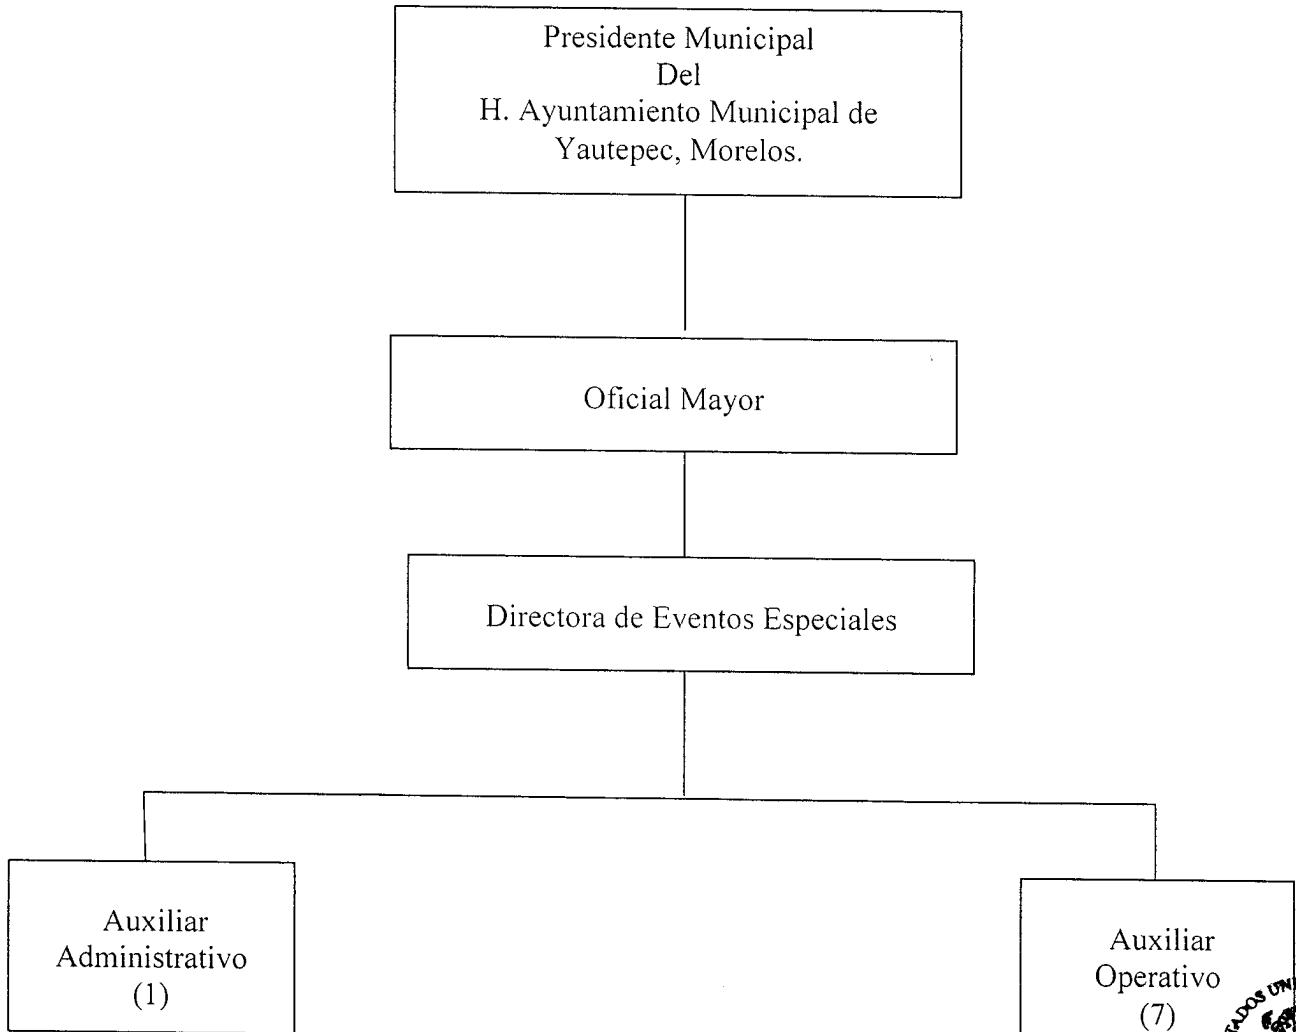 Presidente Municipal
Del
H. Ayuntamiento Municipal de
Yautepec, Morelos.
Oficial Mayor
Directora de Eventos Especiales
Auxiliar
Administrativo
(1)
Auxiliar
Operativo
(7)